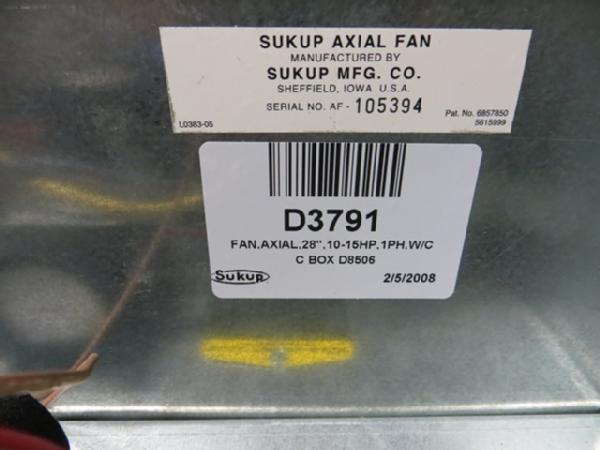 SUKUP AXIAL FAN
MANUFACTURED BY
SUKUP MFG. CO.
SHEFFIELD, IOWA U.S.A.
SERIAL NO. AF - 105394
Pat. No. 6857850
5615999
L0383-05
D3791
FAN,AXIAL,28",10-15HP,1PH,W/C
C BOX D8506
Sukup
2/5/2008